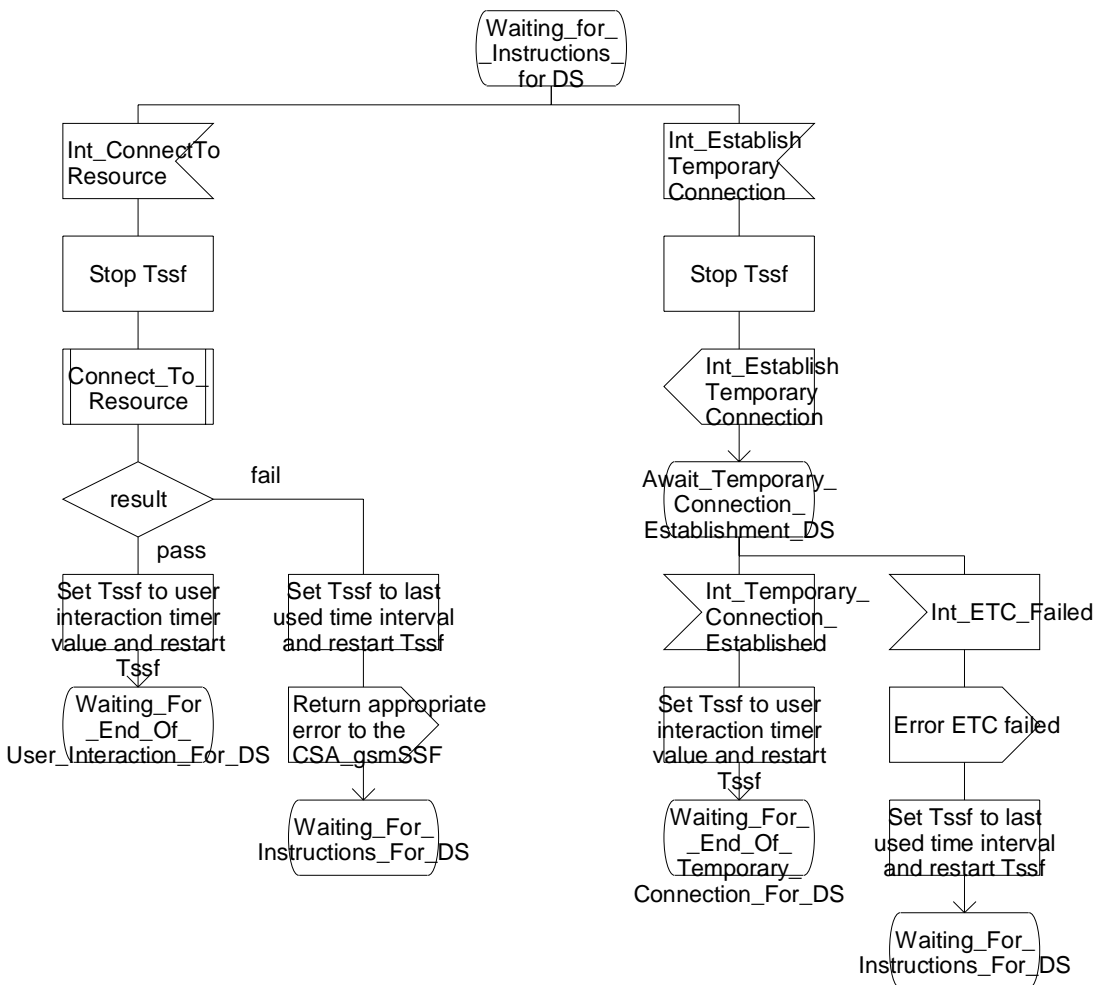 Waiting_for_
_Instructions_
for DS
Int_ConnectTo
Resource
Stop Tssf
Connect_To_
Resource
result
fail
pass
Set Tssf to user
interaction timer
value and restart
Tssf
Waiting_For
_End_Of_
User_Interaction_For_DS
Set Tssf to last
used time interval
and restart Tssf
Return appropriate
error to the
CSA_gsmSSF
Waiting_For_
Instructions_For_DS
Int_Establish
Temporary
Connection
Stop Tssf
Int_Establish
Temporary
Connection
Await_Temporary_
Connection_
Establishment_DS
Int_Temporary_
Connection_
Established
Set Tssf to user
interaction timer
value and restart
Tssf
Waiting_For_
_End_Of_
Temporary_
Connection_For_DS
Int_ETC_Failed
Error ETC failed
Set Tssf to last
used time interval
and restart Tssf
Waiting_For_
Instructions_For_DS